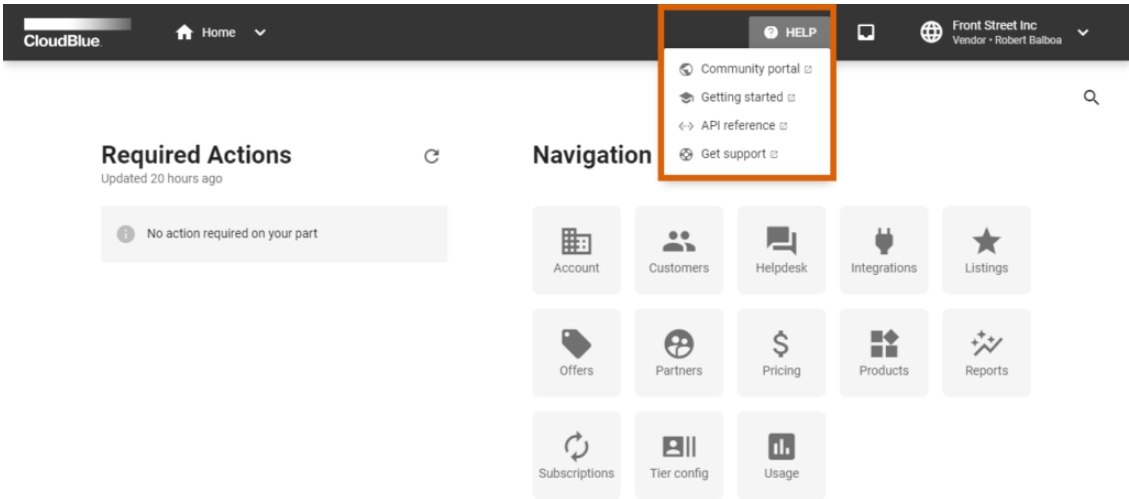 CloudBlue.
Home
HELP
Front Street Inc
Vendor • Robert Balboa
Community portal
Getting started
API reference
Get support
Required Actions
Updated 20 hours ago
No action required on your part
Navigation
Account
Customers
Helpdesk
Integrations
Listings
Offers
Partners
Pricing
Products
Reports
Subscriptions
Tier config
Usage